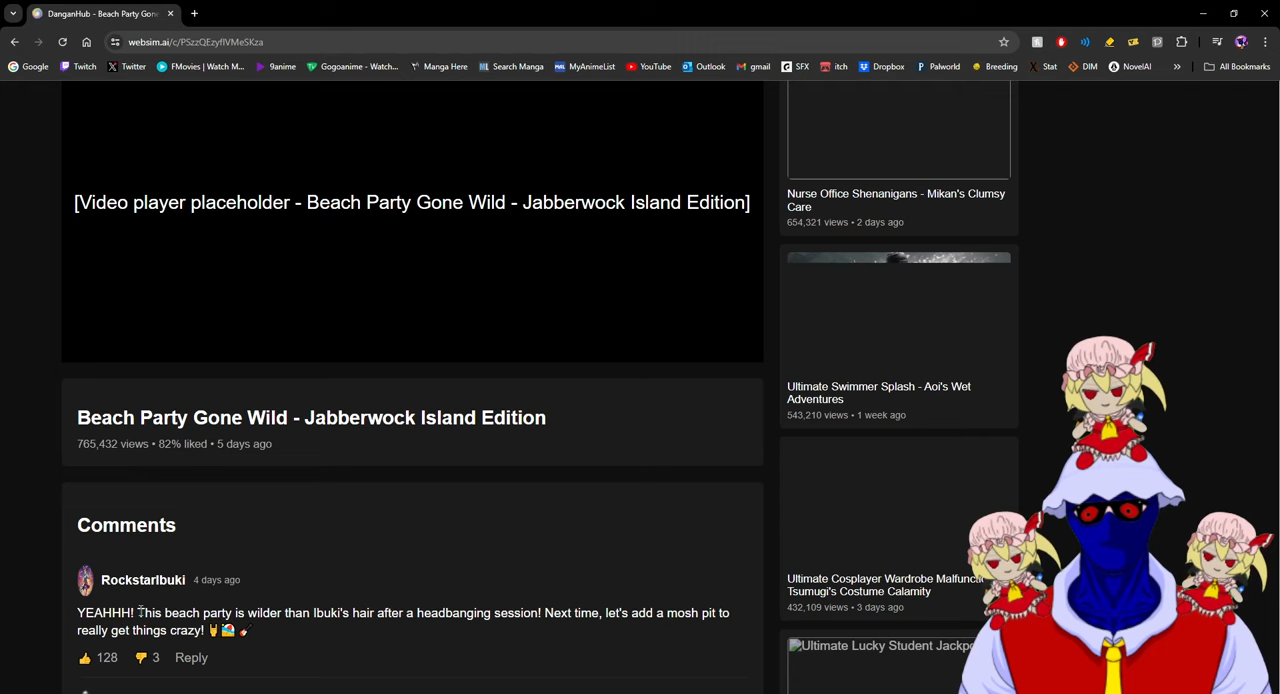 DanganHub - Beach Party Gone
websim.ai/c/PSzzQEzyflVMeSKza
Google
Twitch
Twitter
FMovies | Watch M...
9anime
Gogoanime - Watch...
Manga Here
Search Manga
MyAnimeList
YouTube
Outlook
gmail
SFX
itch
Dropbox
Palworld
Breeding
Stat
DIM
NovelAI
All Bookmarks
[Video player placeholder - Beach Party Gone Wild - Jabberwock Island Edition]
Beach Party Gone Wild - Jabberwock Island Edition
765,432 views • 82% liked • 5 days ago
Comments
RockstarIbuki 4 days ago
YEAHHH! This beach party is wilder than Ibuki's hair after a headbanging session! Next time, let's add a mosh pit to
really get things crazy! 🤘🏖️🎸
👍 128 👎 3 Reply
Nurse Office Shenanigans - Mikan's Clumsy
Care
654,321 views • 2 days ago
Ultimate Swimmer Splash - Aoi's Wet
Adventures
543,210 views • 1 week ago
Ultimate Cosplayer Wardrobe Malfunctic
Tsumugi's Costume Calamity
432,109 views • 3 days ago
Ultimate Lucky Student Jackpo